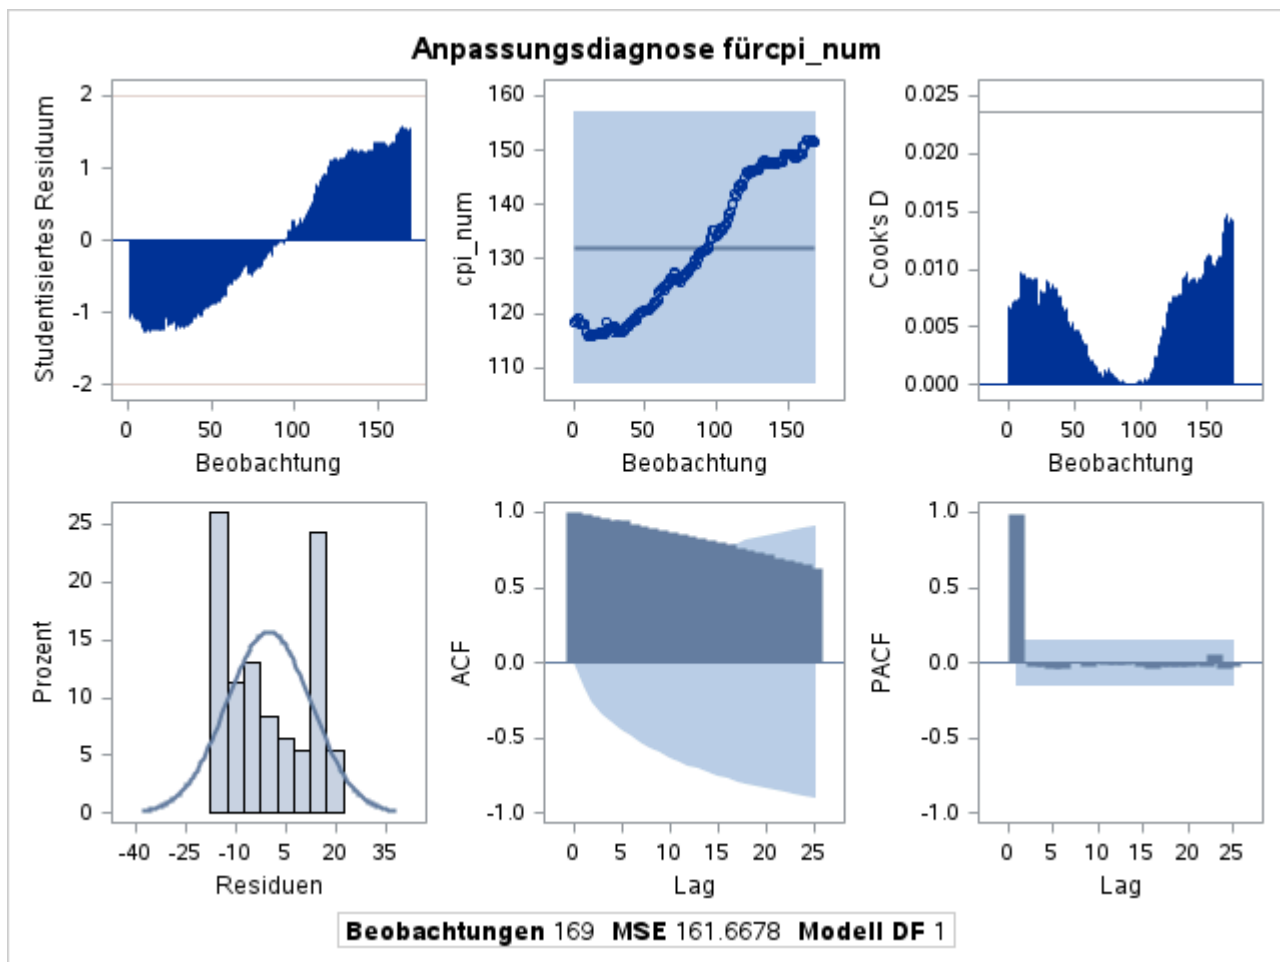 Anpassungsdiagnose fürcpi_num
Studentisiertes Residuum
2
1
0
-1
-2
0 50 100 150
Beobachtung
cpi_num
160
150
140
130
120
110
0 50 100 150
Beobachtung
Cook's D
0.025
0.020
0.015
0.010
0.005
0.000
0 50 100 150
Beobachtung
Prozent
25
20
15
10
5
0
-40 -25 -10 5 20 35
Residuen
ACF
1.0
0.5
0.0
-0.5
-1.0
0 5 10 15 20 25
Lag
PACF
1.0
0.5
0.0
-0.5
-1.0
0 5 10 15 20 25
Lag
Beobachtungen 169 MSE 161.6678 Modell DF 1